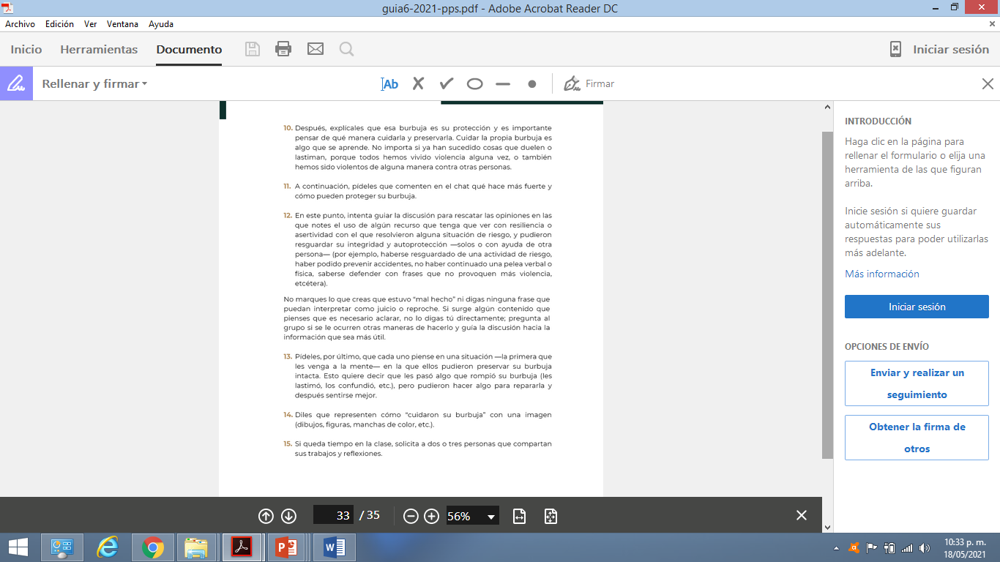 guia6-2021-pps.pdf - Adobe Acrobat Reader DC
Archivo Edición Ver Ventana Ayuda
Inicio Herramientas Documento Iniciar sesión
Rellenar y firmar Ab Firmar
10. Después, explícales que esa burbuja es su protección y es importante
pensar de qué manera cuidarla y preservarla. Cuidar la propia burbuja es
algo que se aprende. No importa si ya han sucedido cosas que duelen o
lastiman, porque todos hemos vivido violencia alguna vez, o también
hemos sido violentos de alguna manera contra otras personas.
11. A continuación, pídeles que comenten en el chat qué hace más fuerte y
cómo pueden proteger su burbuja.
12. En este punto, intenta guiar la discusión para rescatar las opiniones en las
que notes el uso de algún recurso que tenga que ver con resiliencia o
asertividad con el que resolvieron alguna situación de riesgo, y pudieron
resguardar su integridad y autoprotección —solos o con ayuda de otra
persona— (por ejemplo, haberse resguardado de una actividad de riesgo,
haber podido prevenir accidentes, no haber continuado una pelea verbal o
física, saberse defender con frases que no provoquen más violencia,
etcétera).
No marques lo que creas que estuvo “mal hecho” ni digas ninguna frase que
puedan interpretar como juicio o reproche. Si surge algún contenido que
pienses que es necesario aclarar, no lo digas tú directamente; pregunta al
grupo si se le ocurren otras maneras de hacerlo y guía la discusión hacia la
información que sea más útil.
13. Pídeles, por último, que cada uno piense en una situación —la primera que
les venga a la mente— en la que ellos pudieron preservar su burbuja
intacta. Esto quiere decir que les pasó algo que rompió su burbuja (les
lastimó, los confundió, etc.), pero pudieron hacer algo para repararla y
después sentirse mejor.
14. Diles que representen cómo “cuidaron su burbuja” con una imagen
(dibujos, figuras, manchas de color, etc.).
15. Si queda tiempo en la clase, solicita a dos o tres personas que compartan
sus trabajos y reflexiones.
INTRODUCCIÓN
Haga clic en la página para
rellenar el formulario o elija una
herramienta de las que figuran
arriba.
Inicie sesión si quiere guardar
automáticamente sus
respuestas para poder utilizarlas
más adelante.
Más información
Iniciar sesión
OPCIONES DE ENVÍO
Enviar y realizar un
seguimiento
Obtener la firma de
otros
33 / 35 56%
10:33 p. m.
18/05/2021